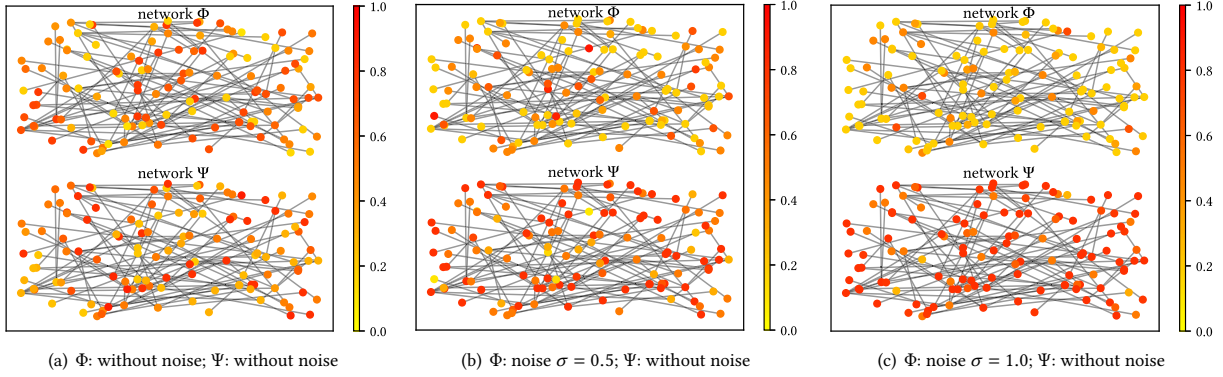 network Φ
network Ψ
1.0
0.8
0.6
0.4
0.2
0.0
(a) Φ: without noise; Ψ: without noise
network Φ
network Ψ
1.0
0.8
0.6
0.4
0.2
0.0
(b) Φ: noise σ = 0.5; Ψ: without noise
network Φ
network Ψ
1.0
0.8
0.6
0.4
0.2
0.0
(c) Φ: noise σ = 1.0; Ψ: without noise